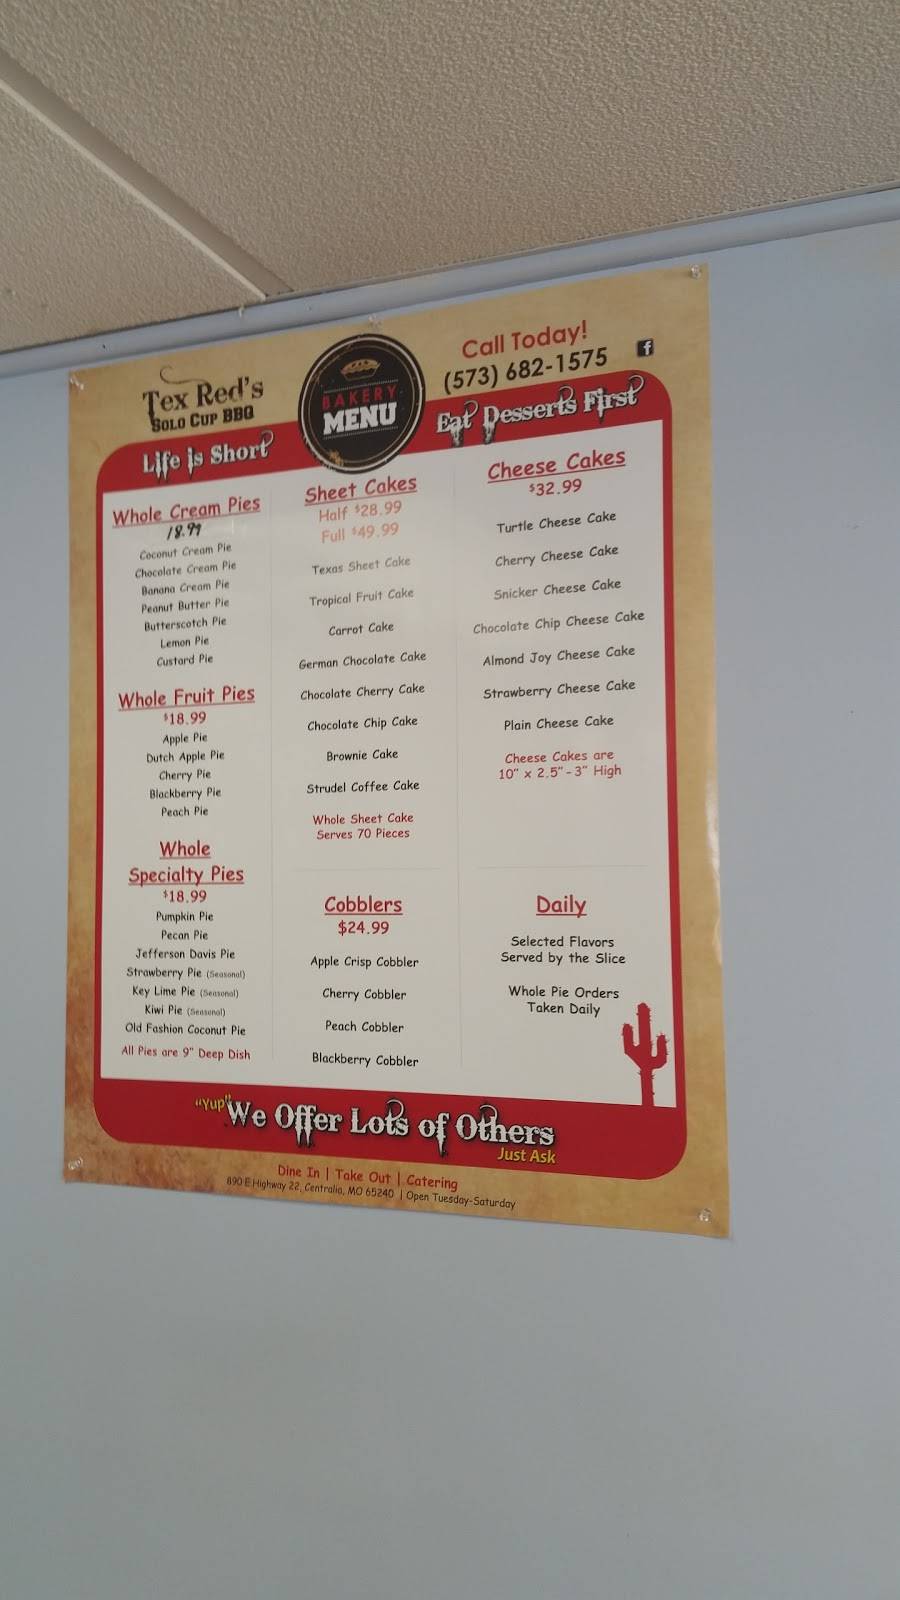 Tex Red's
Solo Cup BBQ
BAKERY
MENU
Call Today!
(573) 682-1575
f
Life is Short
Eat Desserts First
Whole Cream Pies
18.99
Coconut Cream Pie
Chocolate Cream Pie
Banana Cream Pie
Peanut Butter Pie
Butterscotch Pie
Lemon Pie
Custard Pie
Whole Fruit Pies
$18.99
Apple Pie
Dutch Apple Pie
Cherry Pie
Blackberry Pie
Peach Pie
Whole
Specialty Pies
$18.99
Pumpkin Pie
Pecan Pie
Jefferson Davis Pie
Strawberry Pie (Seasonal)
Key Lime Pie (Seasonal)
Kiwi Pie (Seasonal)
Old Fashion Coconut Pie
All Pies are 9" Deep Dish
Sheet Cakes
Half $28.99
Full $49.99
Texas Sheet Cake
Tropical Fruit Cake
Carrot Cake
German Chocolate Cake
Chocolate Cherry Cake
Chocolate Chip Cake
Brownie Cake
Strudel Coffee Cake
Whole Sheet Cake
Serves 70 Pieces
Cobblers
$24.99
Apple Crisp Cobbler
Cherry Cobbler
Peach Cobbler
Blackberry Cobbler
Cheese Cakes
$32.99
Turtle Cheese Cake
Cherry Cheese Cake
Snicker Cheese Cake
Chocolate Chip Cheese Cake
Almond Joy Cheese Cake
Strawberry Cheese Cake
Plain Cheese Cake
Cheese Cakes are
10" x 2.5" - 3" High
Daily
Selected Flavors
Served by the Slice
Whole Pie Orders
Taken Daily
"Yup" We Offer Lots of Others
Just Ask
Dine In | Take Out | Catering
890 E Highway 22, Centralia, MO 65240 | Open Tuesday-Saturday